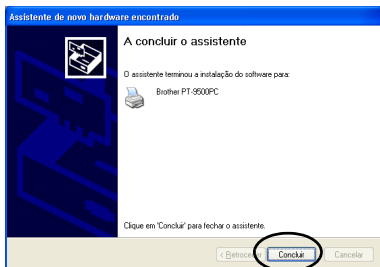 Assistente de novo hardware encontrado
A concluir o assistente
O assistente terminou a instalação do software para:
Brother PT-9500PC
Clique em 'Concluir' para fechar o assistente.
< Retroceder Concluir Cancelar